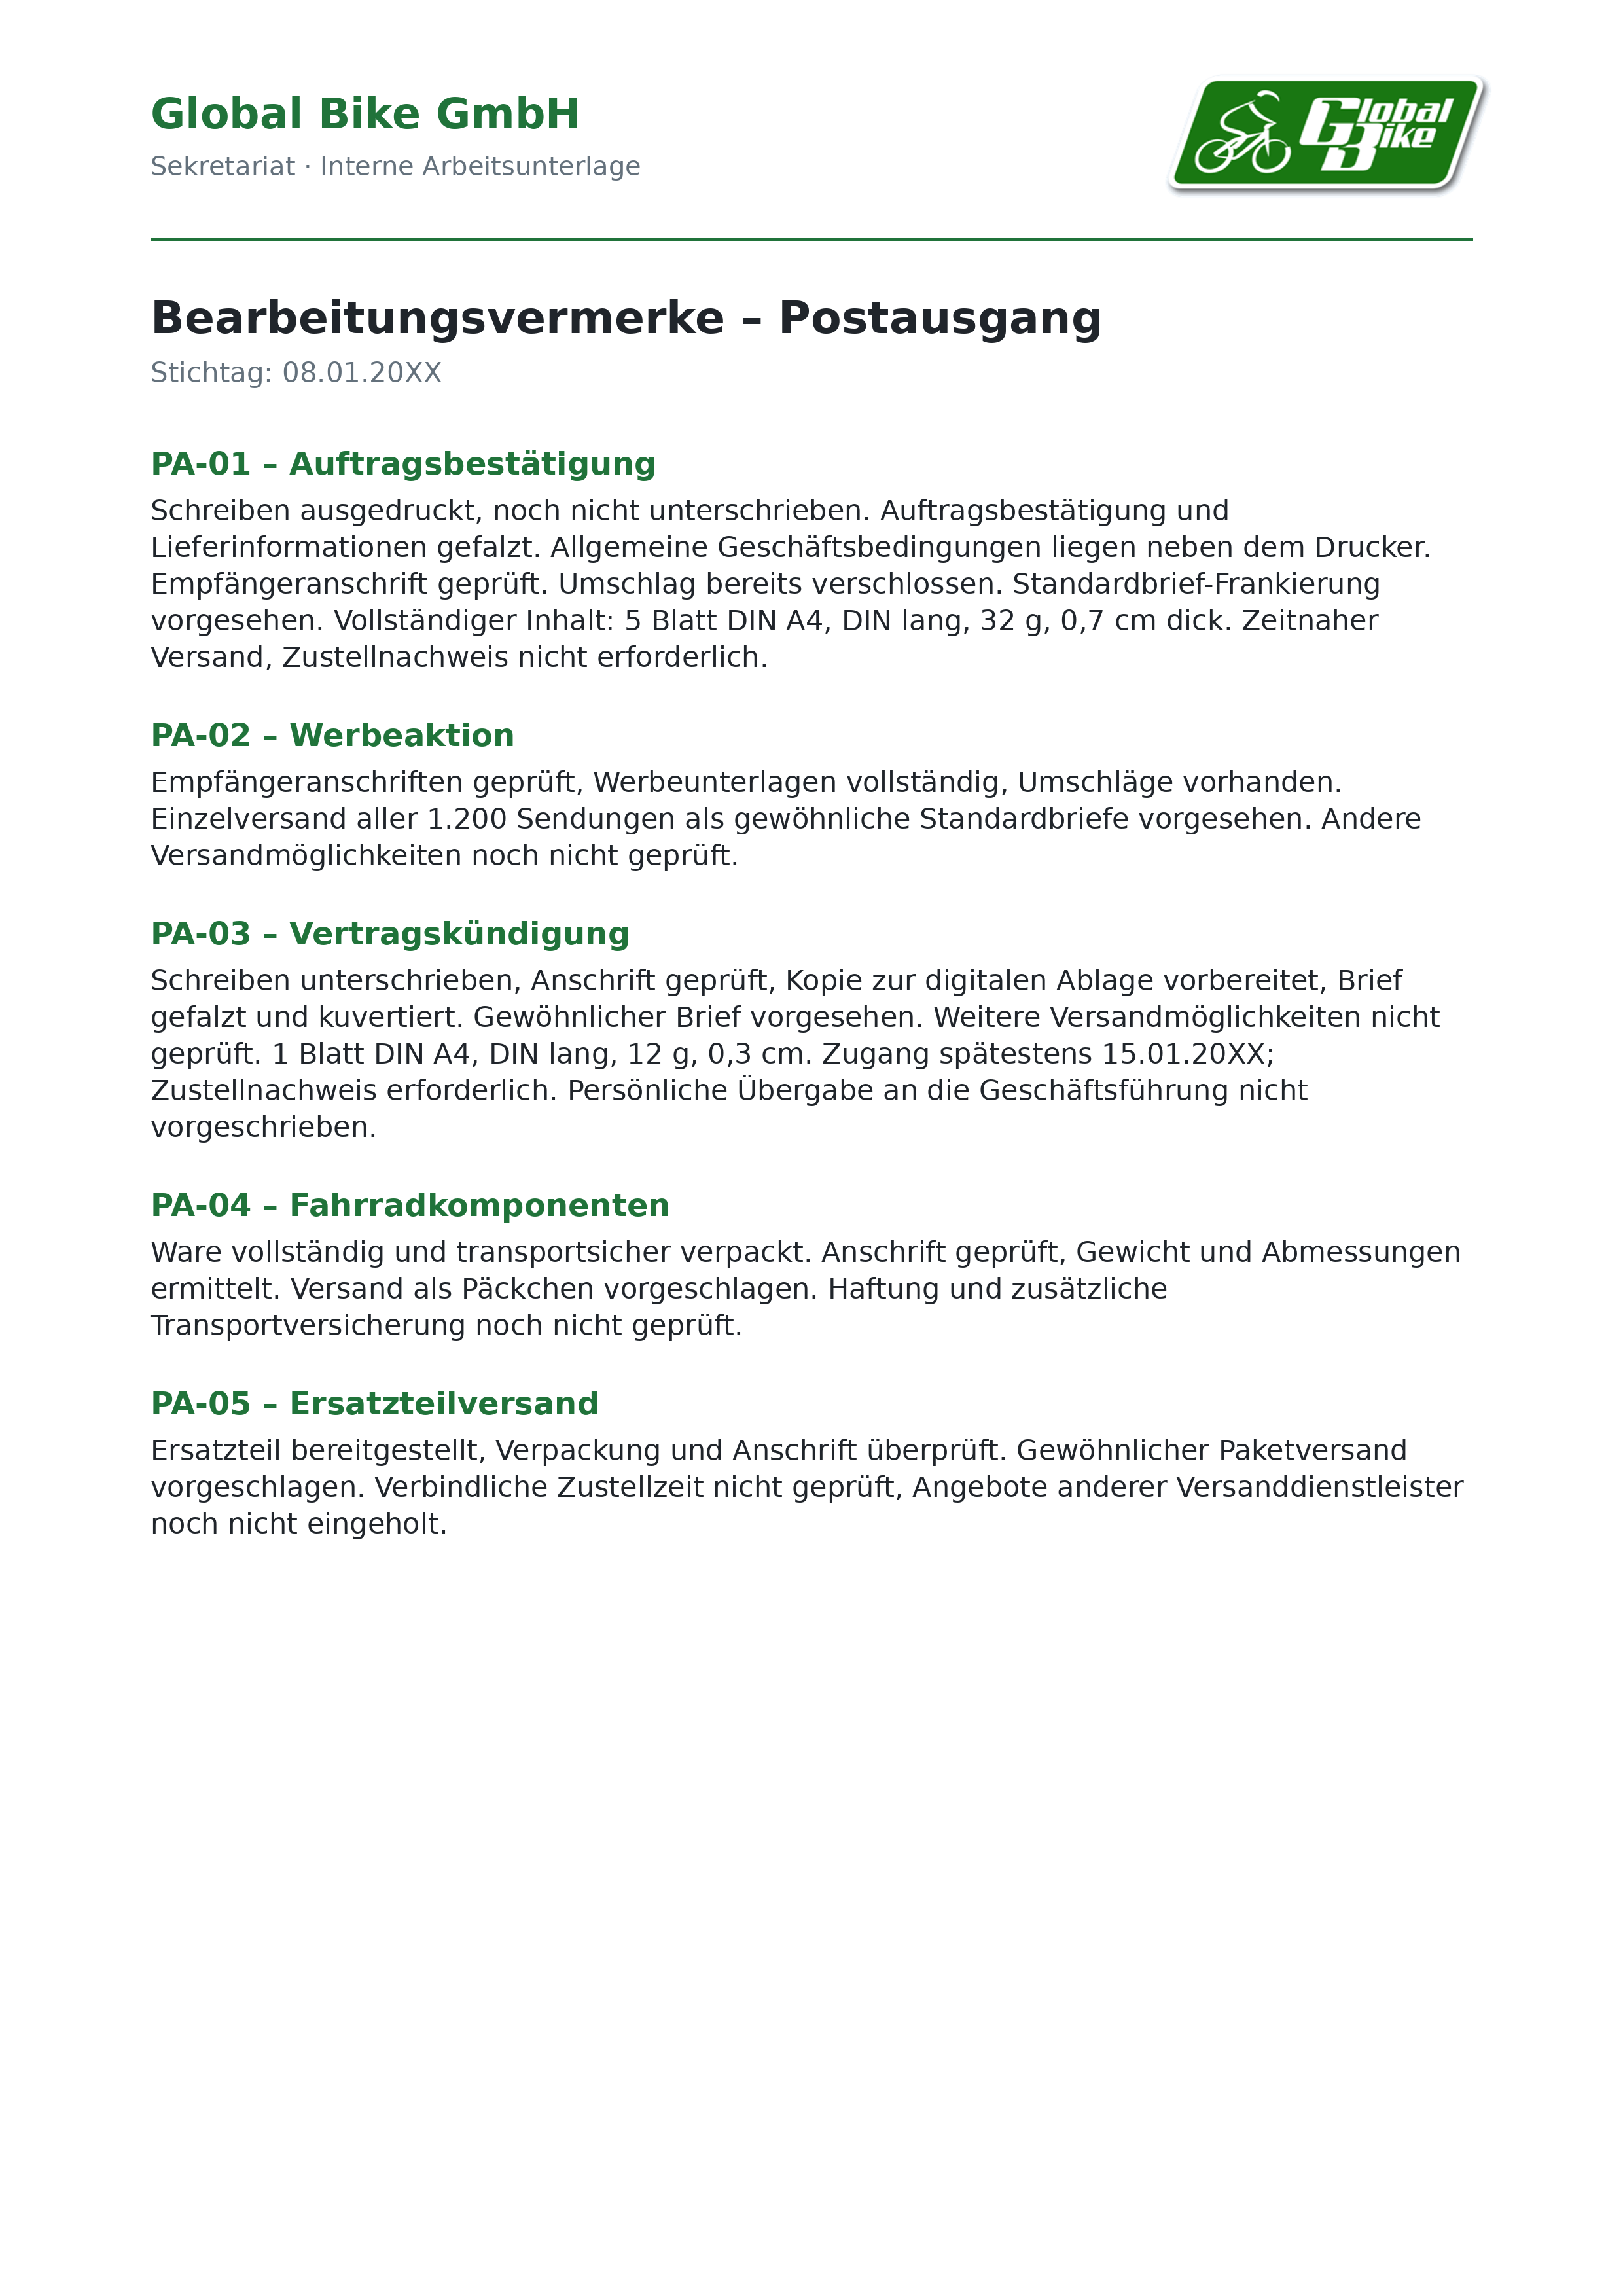 Global Bike GmbH
Sekretariat · Interne Arbeitsunterlage
Global
Bike
Bearbeitungsvermerke – Postausgang
Stichtag: 08.01.20XX
PA-01 – Auftragsbestätigung
Schreiben ausgedruckt, noch nicht unterschrieben. Auftragsbestätigung und
Lieferinformationen gefalzt. Allgemeine Geschäftsbedingungen liegen neben dem Drucker.
Empfängeranschrift geprüft. Umschlag bereits verschlossen. Standardbrief-Frankierung
vorgesehen. Vollständiger Inhalt: 5 Blatt DIN A4, DIN lang, 32 g, 0,7 cm dick. Zeitnaher
Versand, Zustellnachweis nicht erforderlich.
PA-02 – Werbeaktion
Empfängeranschriften geprüft, Werbeunterlagen vollständig, Umschläge vorhanden.
Einzelversand aller 1.200 Sendungen als gewöhnliche Standardbriefe vorgesehen. Andere
Versandmöglichkeiten noch nicht geprüft.
PA-03 – Vertragskündigung
Schreiben unterschrieben, Anschrift geprüft, Kopie zur digitalen Ablage vorbereitet, Brief
gefalzt und kuvertiert. Gewöhnlicher Brief vorgesehen. Weitere Versandmöglichkeiten nicht
geprüft. 1 Blatt DIN A4, DIN lang, 12 g, 0,3 cm. Zugang spätestens 15.01.20XX;
Zustellnachweis erforderlich. Persönliche Übergabe an die Geschäftsführung nicht
vorgeschrieben.
PA-04 – Fahrradkomponenten
Ware vollständig und transportsicher verpackt. Anschrift geprüft, Gewicht und Abmessungen
ermittelt. Versand als Päckchen vorgeschlagen. Haftung und zusätzliche
Transportversicherung noch nicht geprüft.
PA-05 – Ersatzteilversand
Ersatzteil bereitgestellt, Verpackung und Anschrift überprüft. Gewöhnlicher Paketversand
vorgeschlagen. Verbindliche Zustellzeit nicht geprüft, Angebote anderer Versanddienstleister
noch nicht eingeholt.